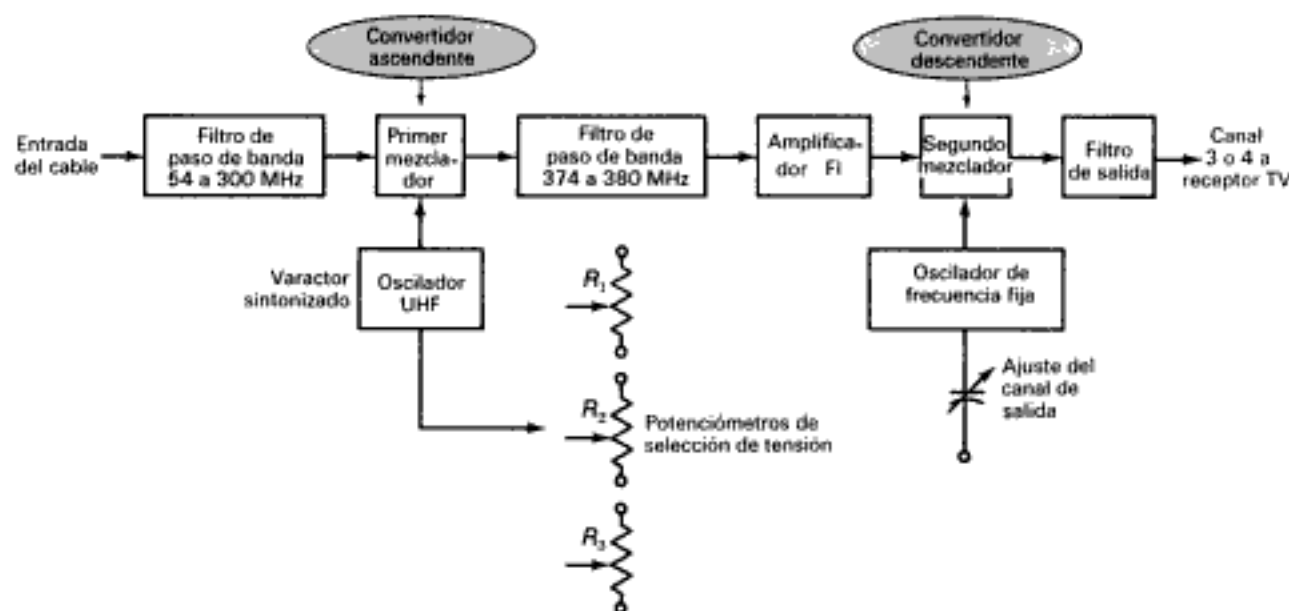 Convertidor
ascendente
Convertidor
descendente
Entrada
del cable
Filtro de
paso de banda
54 a 300 MHz
Primer
mezcla-
dor
Filtro de
paso de banda
374 a 380 MHz
Amplifica-
dor FI
Segundo
mezclador
Filtro
de salida
Canal
3 o 4 a
receptor TV
Varactor
sintonizado
Oscilador
UHF
R1
R2
R3
Potenciómetros de
selección de tensión
Oscilador de
frecuencia fija
Ajuste del
canal de
salida